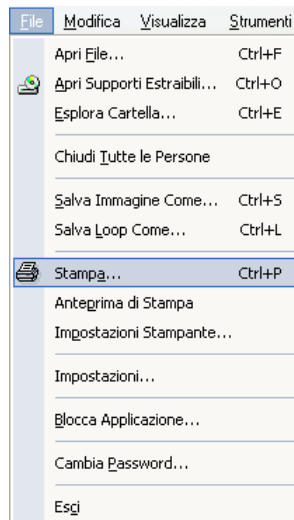 File Modifica Visualizza Strumenti
Apri File... Ctrl+F
Apri Supporti Estraibili... Ctrl+O
Esplora Cartella... Ctrl+E
Chiudi Tutte le Persone
Salva Immagine Come... Ctrl+S
Salva Loop Come... Ctrl+L
Stampa... Ctrl+P
Anteprima di Stampa
Impostazioni Stampante...
Impostazioni...
Blocca Applicazione...
Cambia Password...
Esci